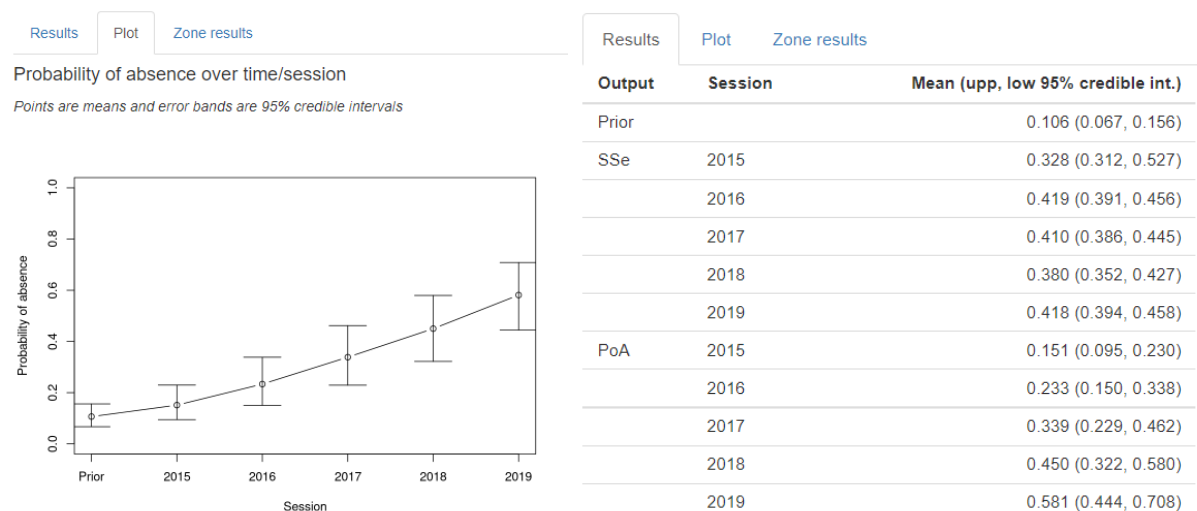 Results Plot Zone results
Probability of absence over time/session
Points are means and error bands are 95% credible intervals
Probability of absence
1.0
0.8
0.6
0.4
0.2
0.0
Prior 2015 2016 2017 2018 2019
Session
Results Plot Zone results
Output Session Mean (upp, low 95% credible int.)
Prior 0.106 (0.067, 0.156)
SSe 2015 0.328 (0.312, 0.527)
2016 0.419 (0.391, 0.456)
2017 0.410 (0.386, 0.445)
2018 0.380 (0.352, 0.427)
2019 0.418 (0.394, 0.458)
PoA 2015 0.151 (0.095, 0.230)
2016 0.233 (0.150, 0.338)
2017 0.339 (0.229, 0.462)
2018 0.450 (0.322, 0.580)
2019 0.581 (0.444, 0.708)